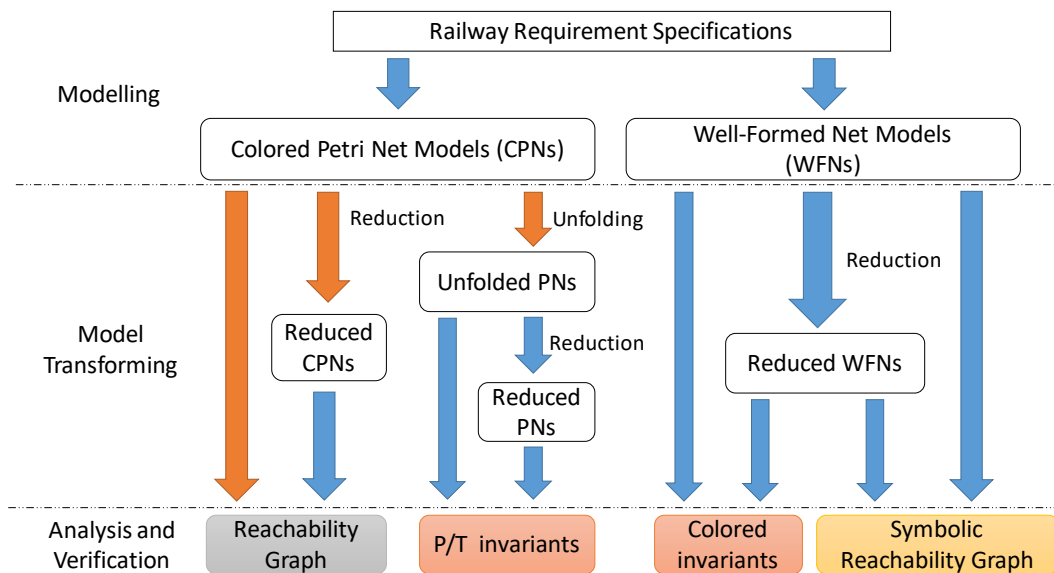 Railway Requirement Specifications
Modelling
Colored Petri Net Models (CPNs)
Well-Formed Net Models
(WFNs)
Reduction
Unfolding
Unfolded PNs
Reduction
Model
Transforming
Reduced
CPNs
Reduction
Reduced WFNs
Reduced
PNs
Analysis and
Verification
Reachability
Graph
P/T invariants
Colored
invariants
Symbolic
Reachability Graph